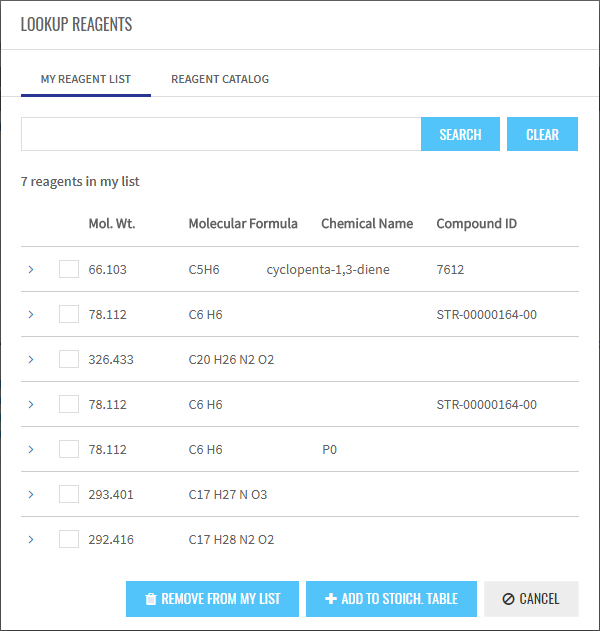 LOOKUP REAGENTS
MY REAGENT LIST REAGENT CATALOG
SEARCH CLEAR
7 reagents in my list
Mol. Wt. Molecular Formula Chemical Name Compound ID
66.103 C5H6 cyclopenta-1,3-diene 7612
78.112 C6 H6 STR-00000164-00
326.433 C20 H26 N2 O2
78.112 C6 H6 STR-00000164-00
78.112 C6 H6 P0
293.401 C17 H27 N O3
292.416 C17 H28 N2 O2
REMOVE FROM MY LIST ADD TO STOICH. TABLE CANCEL